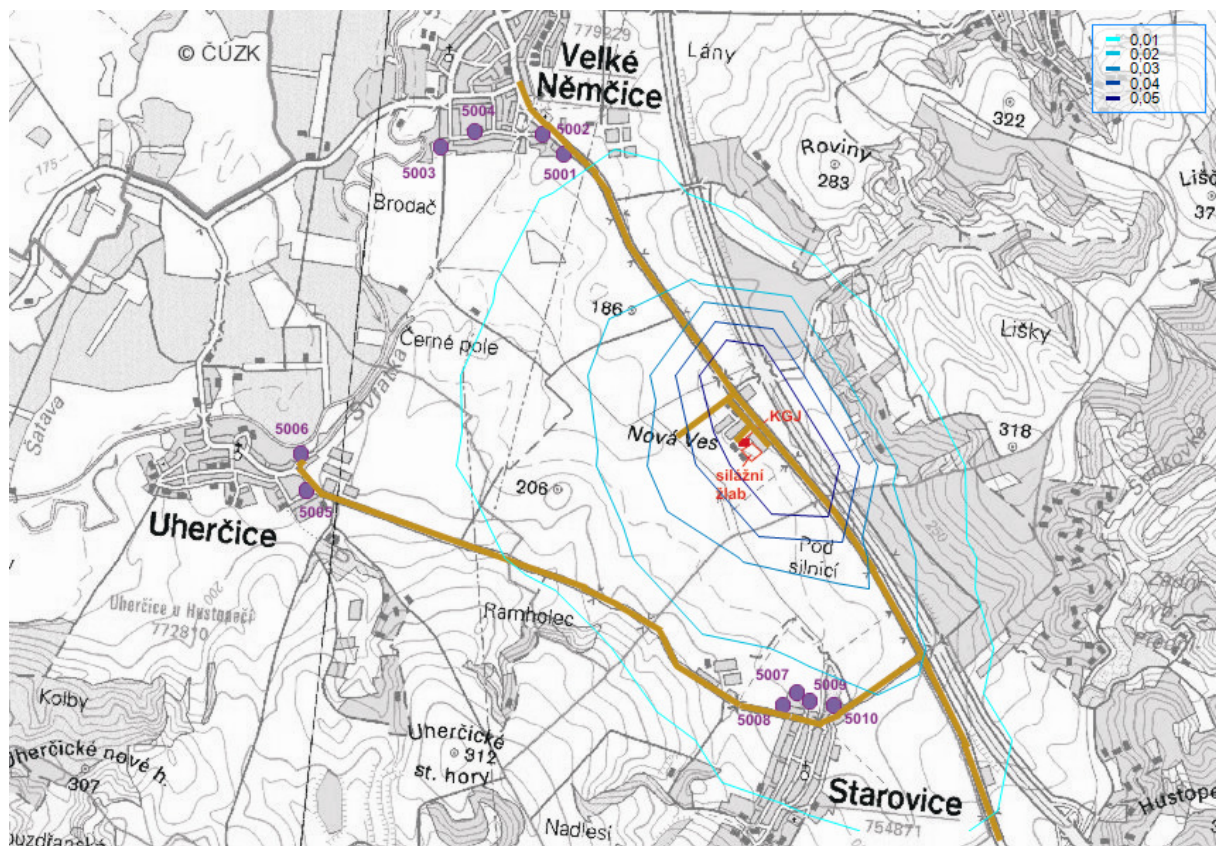 © ČÚZK
779229
Velké
Němčice
Lány
0,01
0,02
0,03
0,04
0,05
322
5004
5002
5003
5001
Roviny
283
175
Brodač
186
Lišky
Černé pole
Svratka
Šatava
KGJ
Nová Ves
318
5006
silážní
žlab
206
5005
Uherčice
Pod
silnicí
220
200
Uherčice u Hustopečí
772810
Ramholec
5007
5009
5008
5010
Kolby
Uherčické nové h.
307
Uherčické
312
st. hory
Starovice
754871
Nadlesí